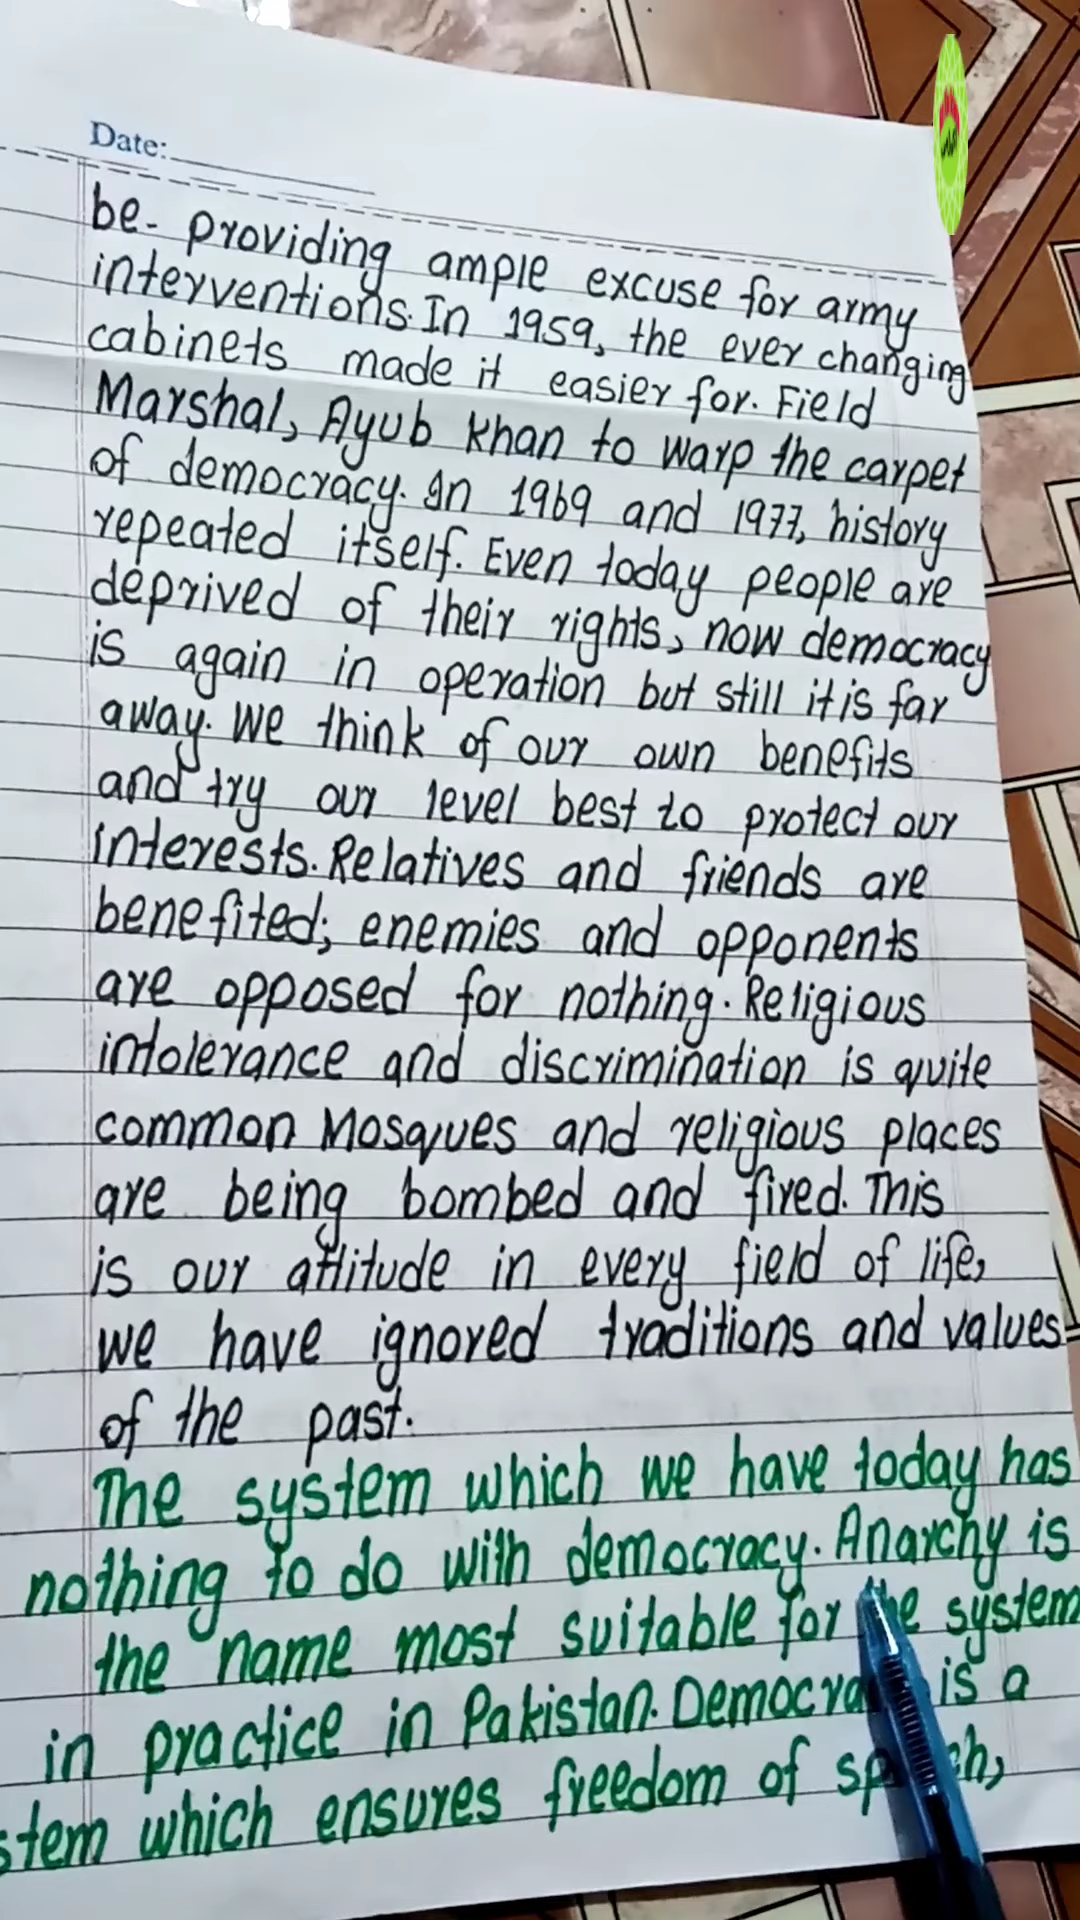 Date:
be- providing ample excuse for army
interventions. In 1959, the ever changing
cabinets made it easier for. Field
Marshal, Ayub khan to warp the carpet
of democracy. In 1969 and 1977, history
repeated itself. Even today people are
deprived of their rights, now democracy
is again in operation but still it is far
away. We think of our own benefits
and try our level best to protect our
interests. Relatives and friends are
benefited; enemies and opponents
are opposed for nothing. Religious
intolerance and discrimination is quite
common Mosques and religious places
are being bombed and fired. This
is our attitude in every field of life,
we have ignored traditions and values
of the past.
The system which we have today has
nothing to do with democracy. Anarchy is
the name most suitable for the system
in practice in Pakistan. Democra is a
stem which ensures freedom of sp ch,